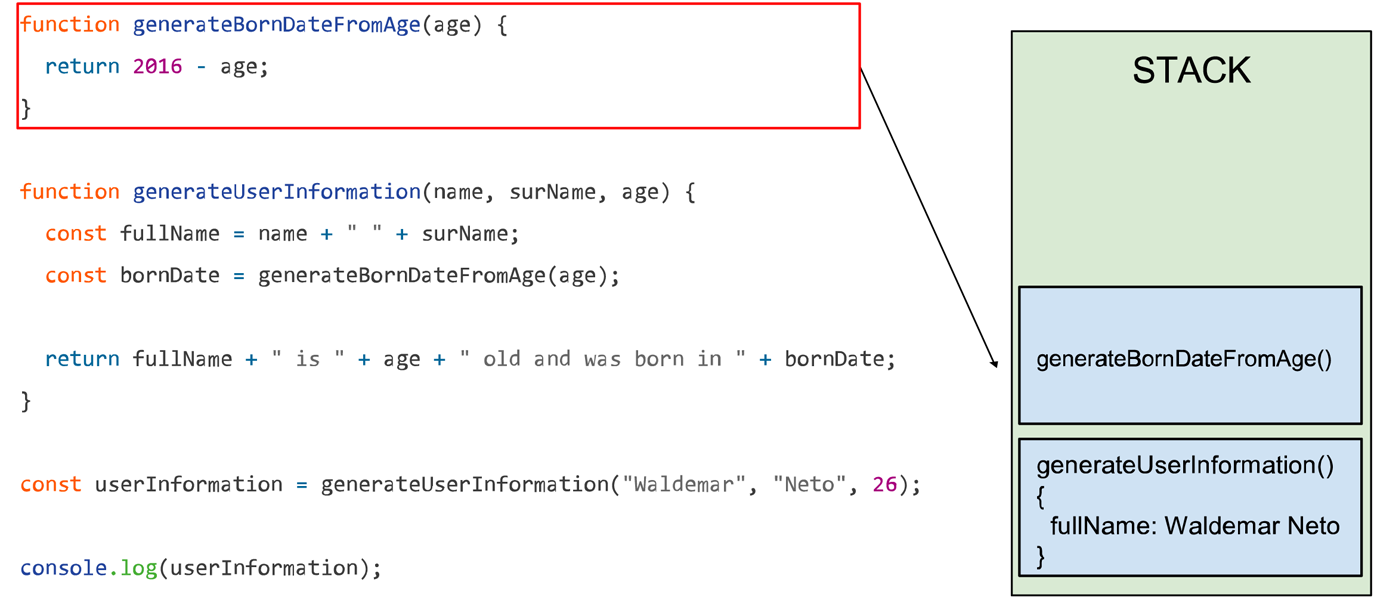 function generateBornDateFromAge(age) {
  return 2016 - age;
}
function generateUserInformation(name, surName, age) {
  const fullName = name + " " + surName;
  const bornDate = generateBornDateFromAge(age);
  return fullName + " is " + age + " old and was born in " + bornDate;
}
const userInformation = generateUserInformation("Waldemar", "Neto", 26);
console.log(userInformation);
STACK
generateBornDateFromAge()
generateUserInformation()
{
  fullName: Waldemar Neto
}